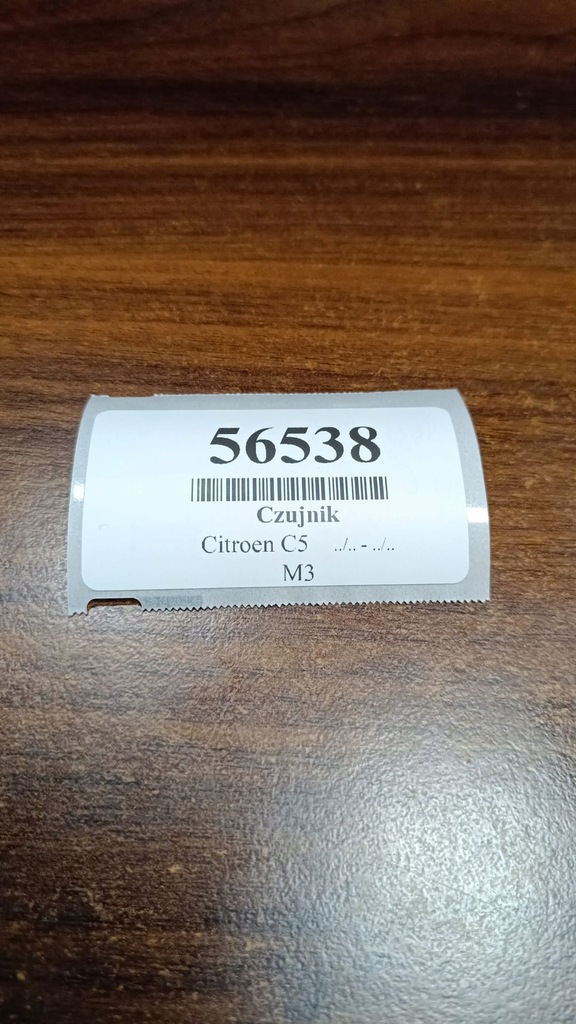 56538
Czujnik
Citroen C5 ../.. - ../..
M3